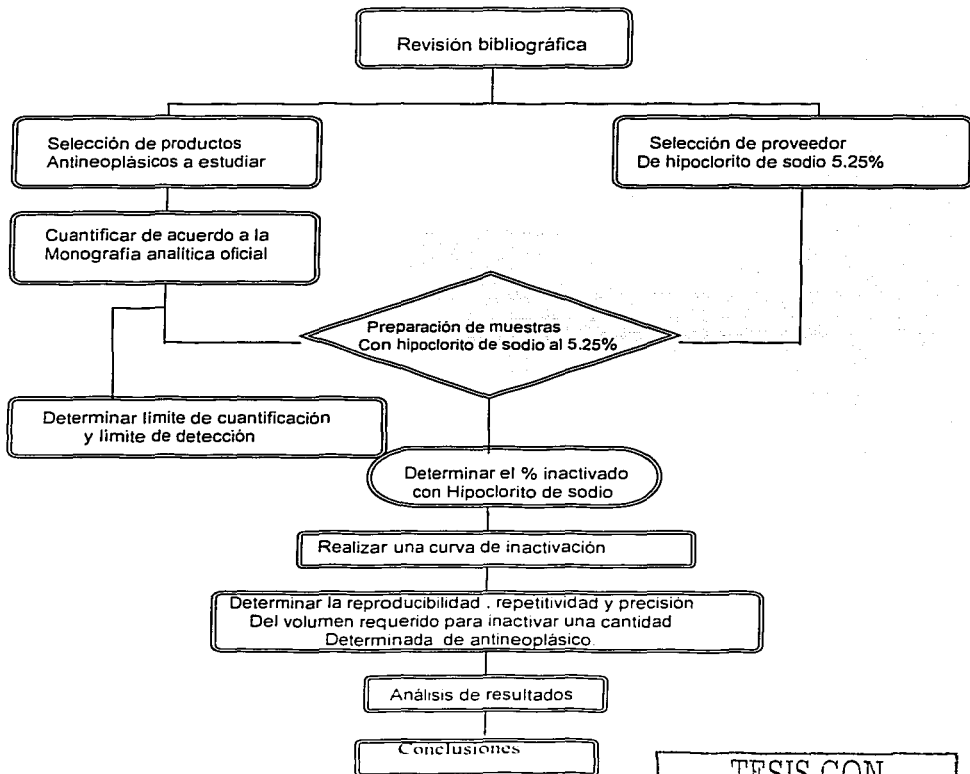 Revisión bibliográfica
Selección de productos
Antineoplásicos a estudiar
Selección de proveedor
De hipoclorito de sodio 5.25%
Cuantificar de acuerdo a la
Monografía analítica oficial
Preparación de muestras
Con hipoclorito de sodio al 5.25%
Determinar límite de cuantificación
y límite de detección
Determinar el % inactivado
con Hipoclorito de sodio
Realizar una curva de inactivación
Determinar la reproducibilidad , repetitividad y precisión
Del volumen requerido para inactivar una cantidad
Determinada de antineoplásico.
Análisis de resultados
Conclusiones
TESIS CON